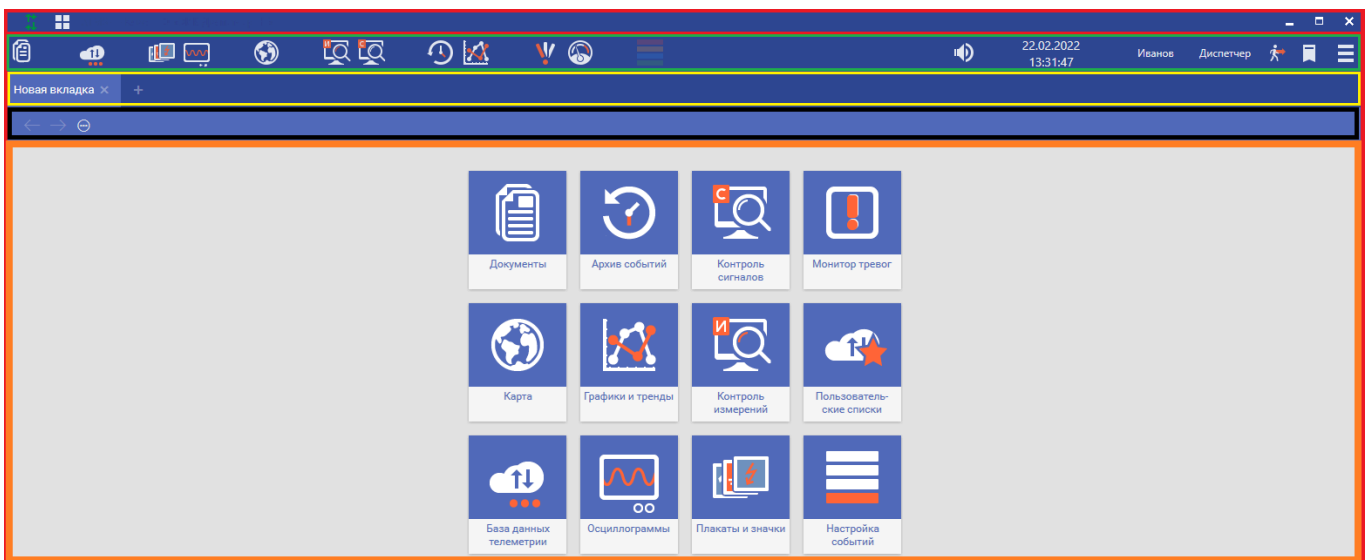 22.02.2022
13:31:47
Иванов
Диспетчер
Новая вкладка
Документы
Архив событий
Контроль
сигналов
Монитор тревог
Карта
Графики и тренды
Контроль
измерений
Пользователь-
ские списки
База данных
телеметрии
Осциллограммы
Плакаты и значки
Настройка
событий